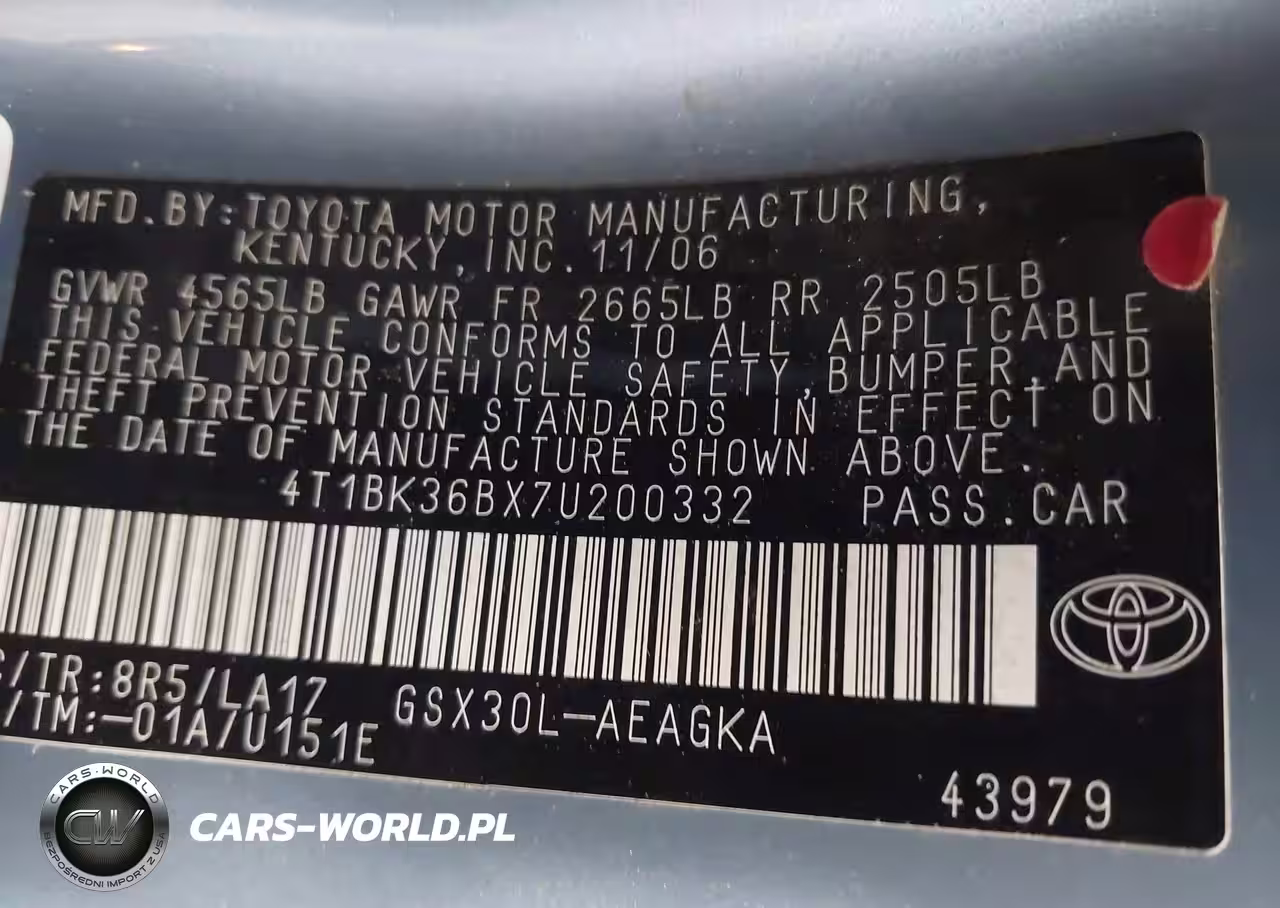 MFD. BY: TOYOTA MOTOR MANUFACTURING,
KENTUCKY, INC. 11/06
GVWR 4565LB GAWR FR 2665LB RR 2505LB
THIS VEHICLE CONFORMS TO ALL APPLICABLE
FEDERAL MOTOR VEHICLE SAFETY, BUMPER, AND
THEFT PREVENTION STANDARDS IN EFFECT ON
THE DATE OF MANUFACTURE SHOWN ABOVE.
4T1BK36BX7U200332 PASS. CAR
/TR:8R5/LA17 GSX30L-AEAGKA
/TM:-01A/U151E
43979
CARS-WORLD
CW
BEZPOŚREDNI IMPORT Z USA
CARS-WORLD.PL